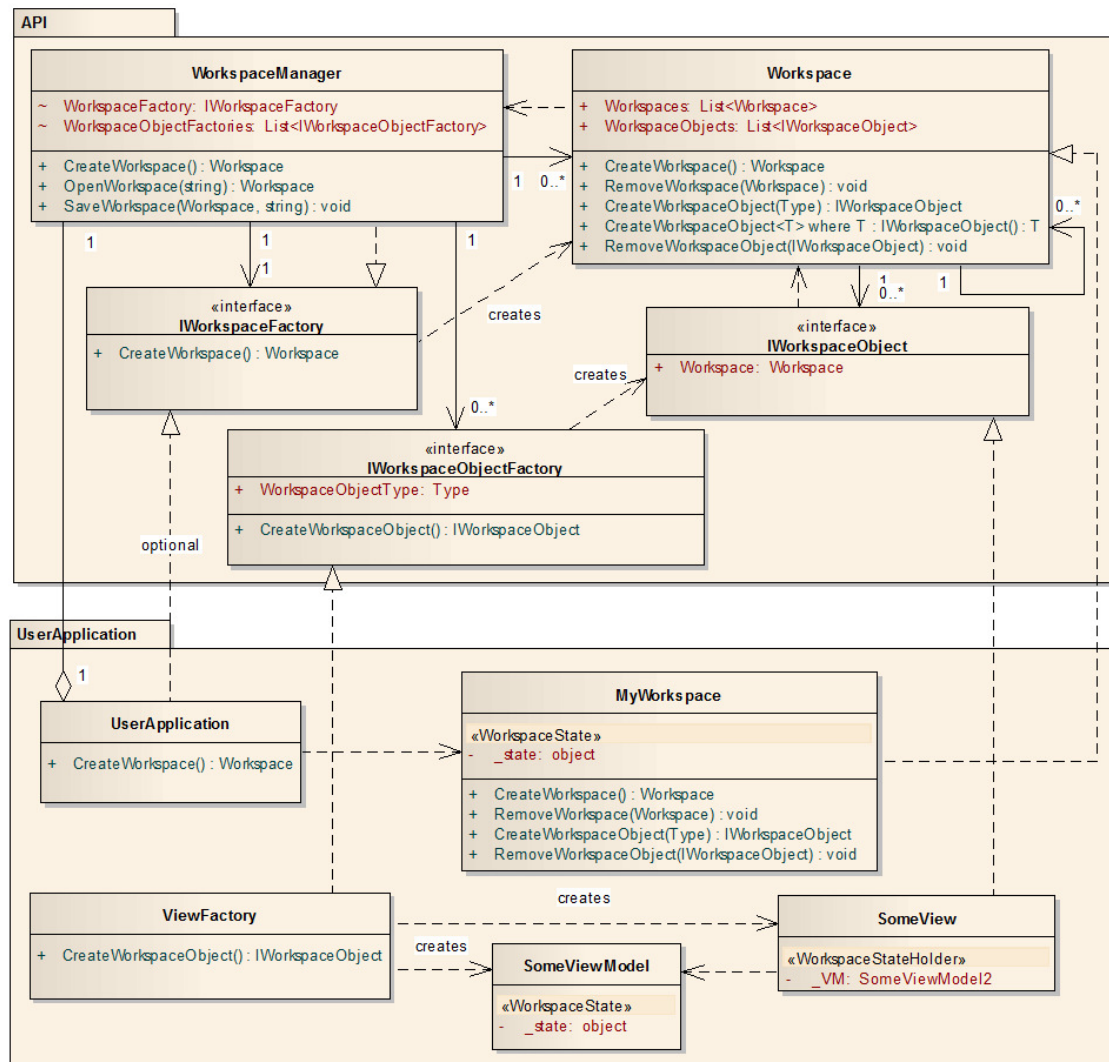 API
WorkspaceManager
~ WorkspaceFactory: IWorkspaceFactory
~ WorkspaceObjectFactories: List<IWorkspaceObjectFactory>
+ CreateWorkspace() : Workspace
+ OpenWorkspace(string) : Workspace
+ SaveWorkspace(Workspace, string) : void
Workspace
+ Workspaces: List<Workspace>
+ WorkspaceObjects: List<IWorkspaceObject>
+ CreateWorkspace() : Workspace
+ RemoveWorkspace(Workspace) : void
+ CreateWorkspaceObject(Type) : IWorkspaceObject
+ CreateWorkspaceObject<T> where T : IWorkspaceObject() : T
+ RemoveWorkspaceObject(IWorkspaceObject) : void
1 0..*
0..*
1 1 1
1
1
0..*
1
«interface»
IWorkspaceFactory
+ CreateWorkspace() : Workspace
creates
«interface»
IWorkspaceObject
+ Workspace: Workspace
creates
0..*
«interface»
IWorkspaceObjectFactory
+ WorkspaceObjectType: Type
+ CreateWorkspaceObject() : IWorkspaceObject
optional
UserApplication
1
UserApplication
+ CreateWorkspace() : Workspace
MyWorkspace
«WorkspaceState»
- _state: object
+ CreateWorkspace() : Workspace
+ RemoveWorkspace(Workspace) : void
+ CreateWorkspaceObject(Type) : IWorkspaceObject
+ RemoveWorkspaceObject(IWorkspaceObject) : void
ViewFactory
+ CreateWorkspaceObject() : IWorkspaceObject
creates
creates
SomeViewModel
«WorkspaceState»
- _state: object
SomeView
«WorkspaceStateHolder»
- _VM: SomeViewModel2